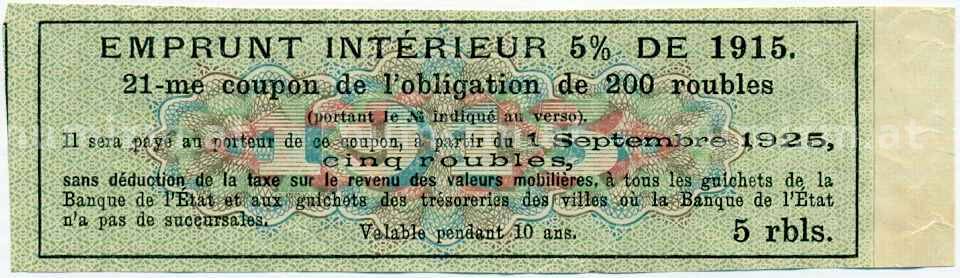 EMPRUNT INTÉRIEUR 5% DE 1915.
21-me coupon de l'obligation de 200 roubles
(portant le № indiqué au verso).
Il sera payé au porteur de ce coupon, à partir du 1 Septembre 1925,
cinq roubles,
sans déduction de la taxe sur le revenu des valeurs mobilières, à tous les guichets de la
Banque de l'État et aux guichets des trésoreries des villes où la Banque de l'État
n'a pas de succursales.
Valable pendant 10 ans.
5 rbls.